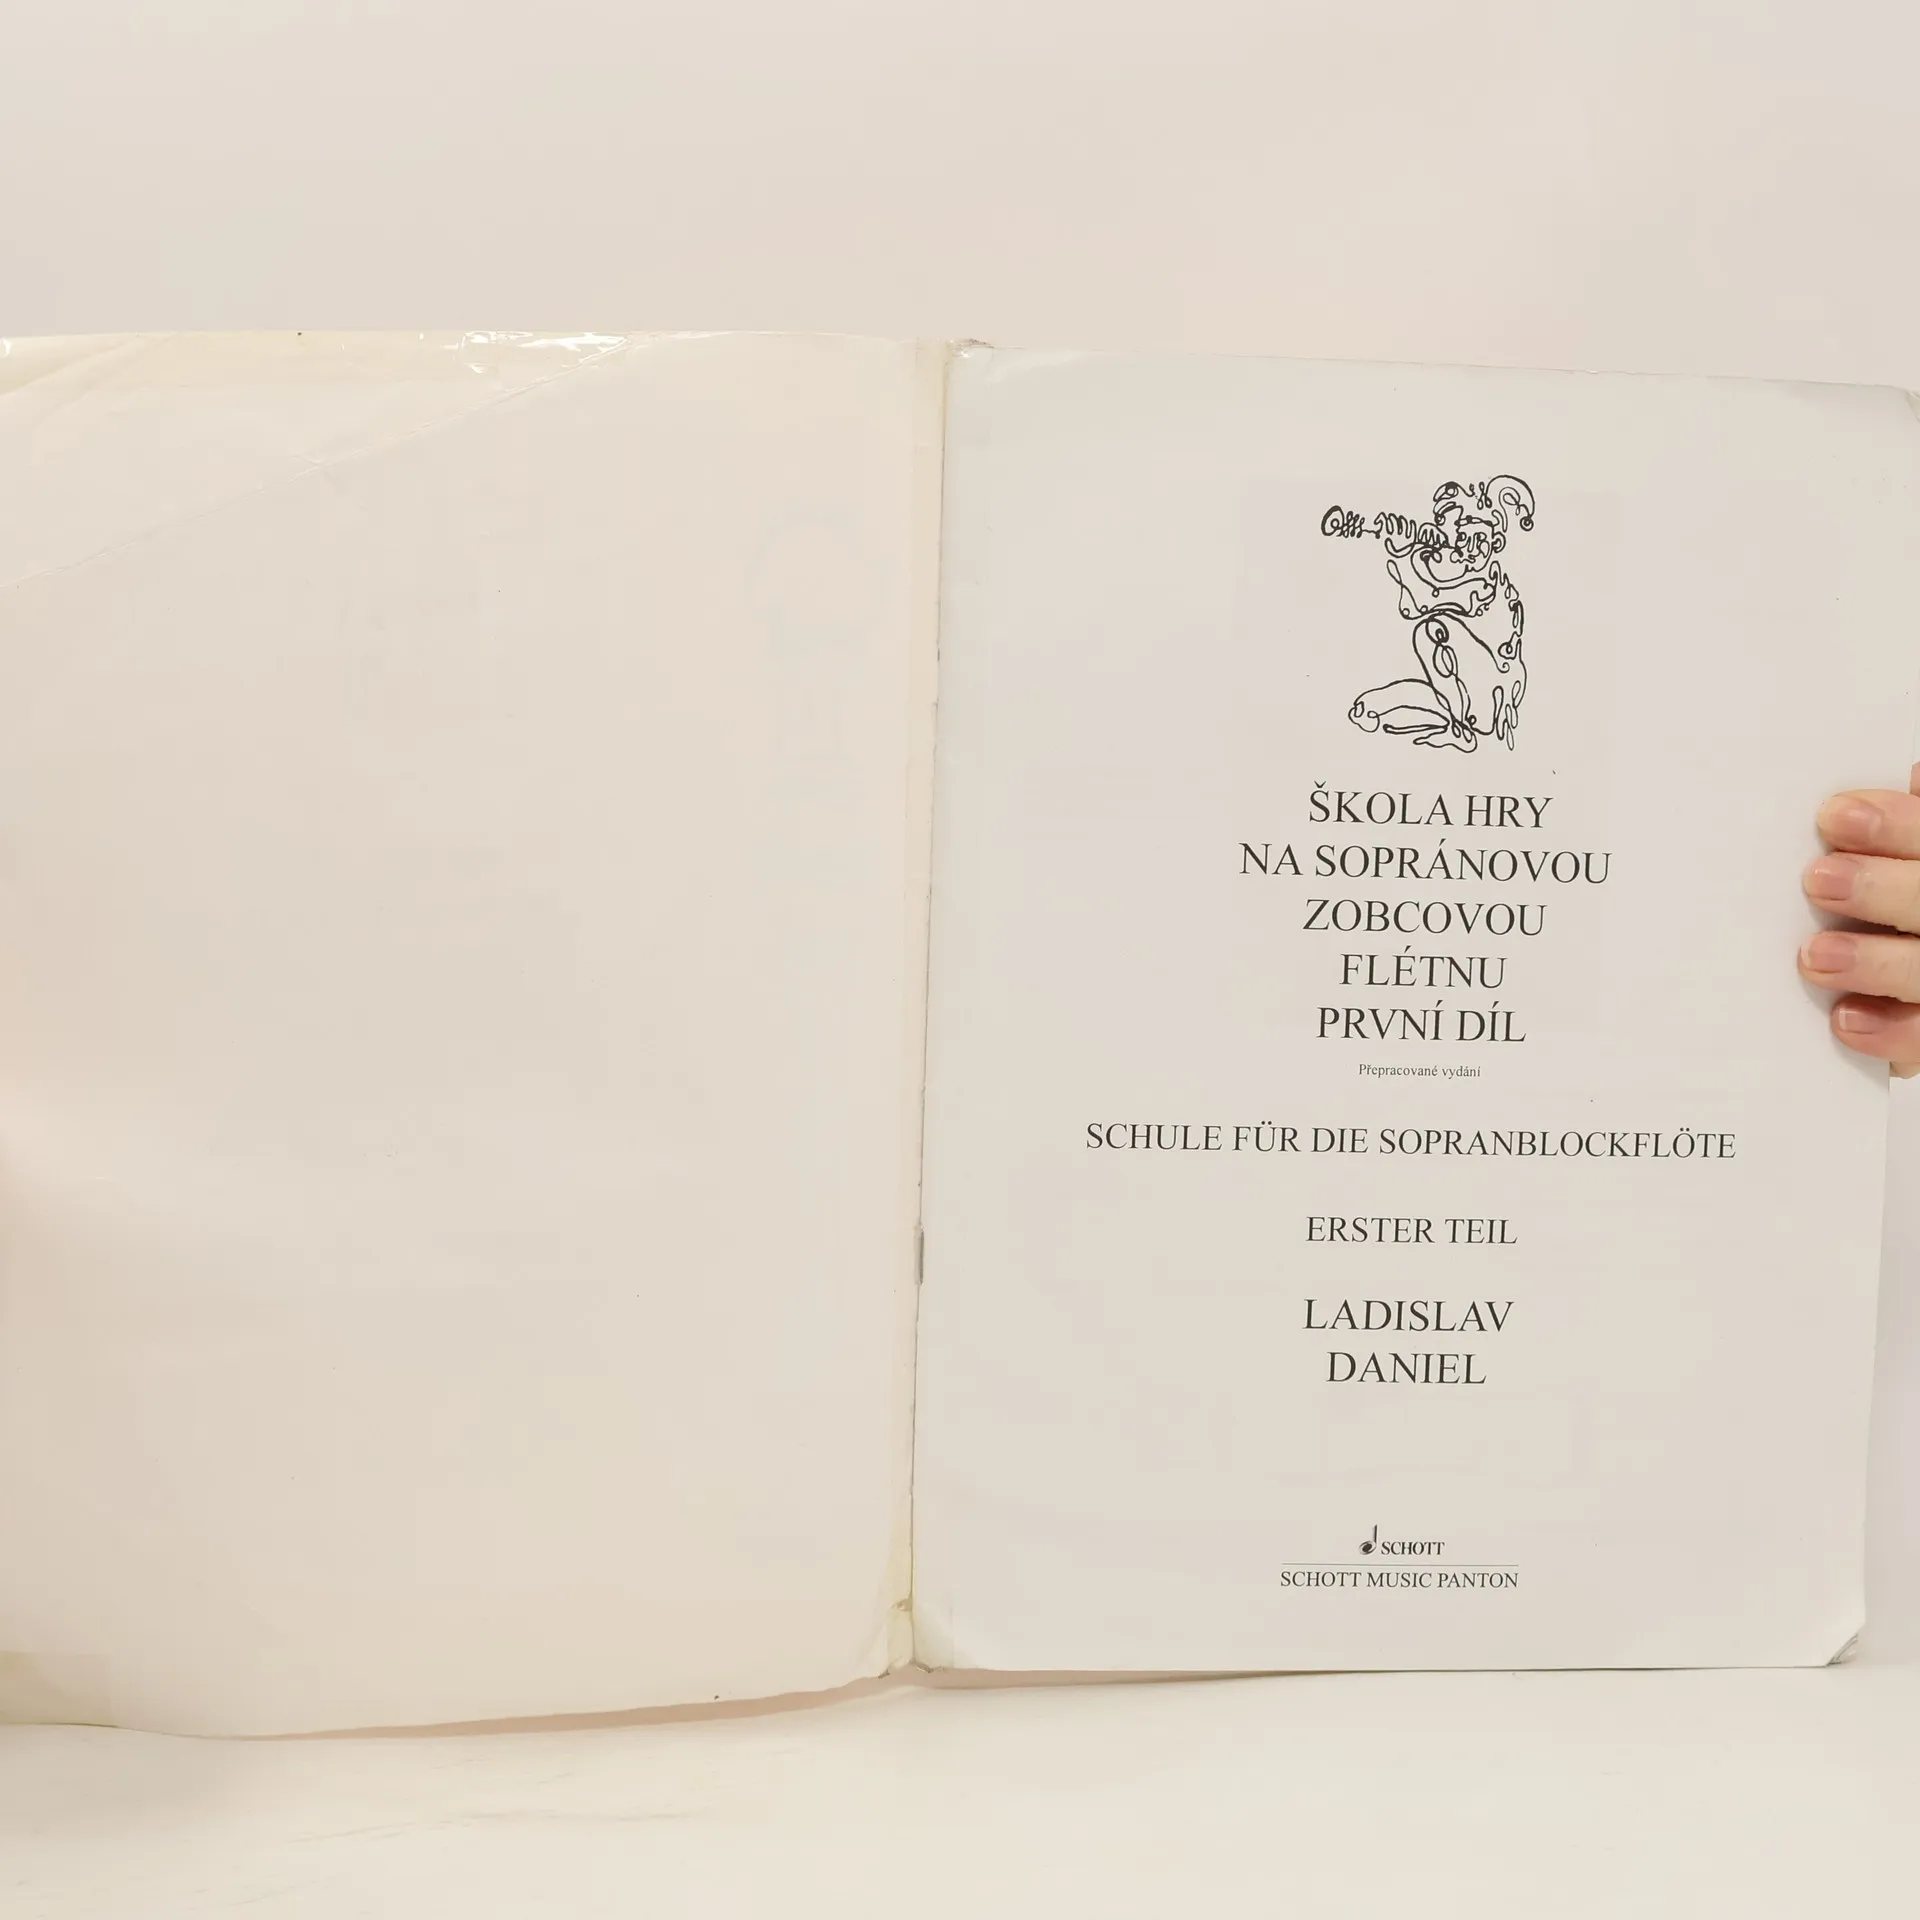 ŠKOLA HRY
NA SOPRÁNOVOU
ZOBCOVOU
FLÉTNU
PRVNÍ DÍL
Přepracované vydání
SCHULE FÜR DIE SOPRANBLOCKFLÖTE
ERSTER TEIL
LADISLAV
DANIEL
SCHOTT
SCHOTT MUSIC PANTON